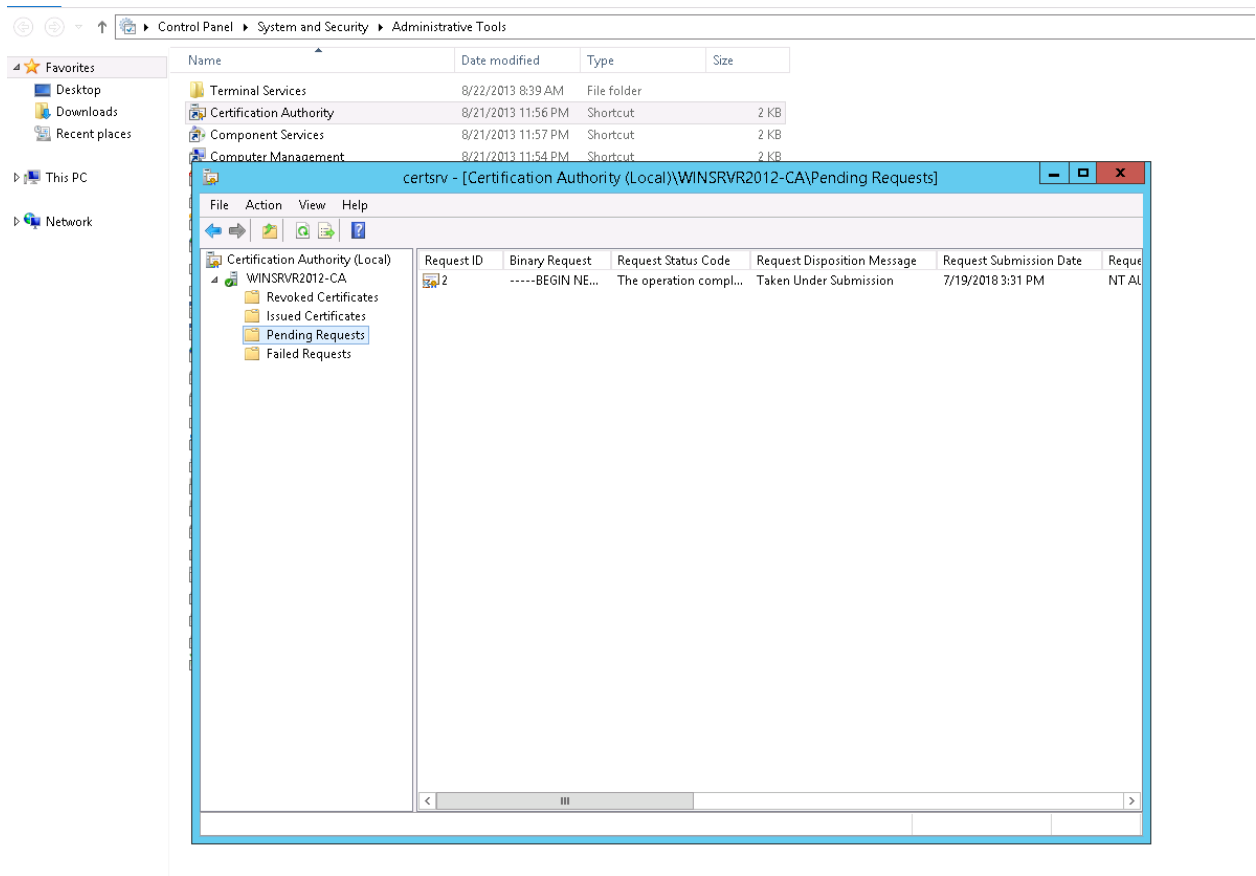 Control Panel System and Security Administrative Tools
Favorites
Desktop
Downloads
Recent places
This PC
Network
Name Date modified Type Size
Terminal Services 8/22/2013 8:39 AM File folder
Certification Authority 8/21/2013 11:56 PM Shortcut 2 KB
Component Services 8/21/2013 11:57 PM Shortcut 2 KB
Computer Management 8/21/2013 11:54 PM Shortcut 2 KB
certsrv - [Certification Authority (Local)\WINSRVR2012-CA\Pending Requests]
File Action View Help
Certification Authority (Local)
WINSRVR2012-CA
Revoked Certificates
Issued Certificates
Pending Requests
Failed Requests
Request ID Binary Request Request Status Code Request Disposition Message Request Submission Date Reque
2 -----BEGIN NE... The operation compl... Taken Under Submission 7/19/2018 3:31 PM NT AU